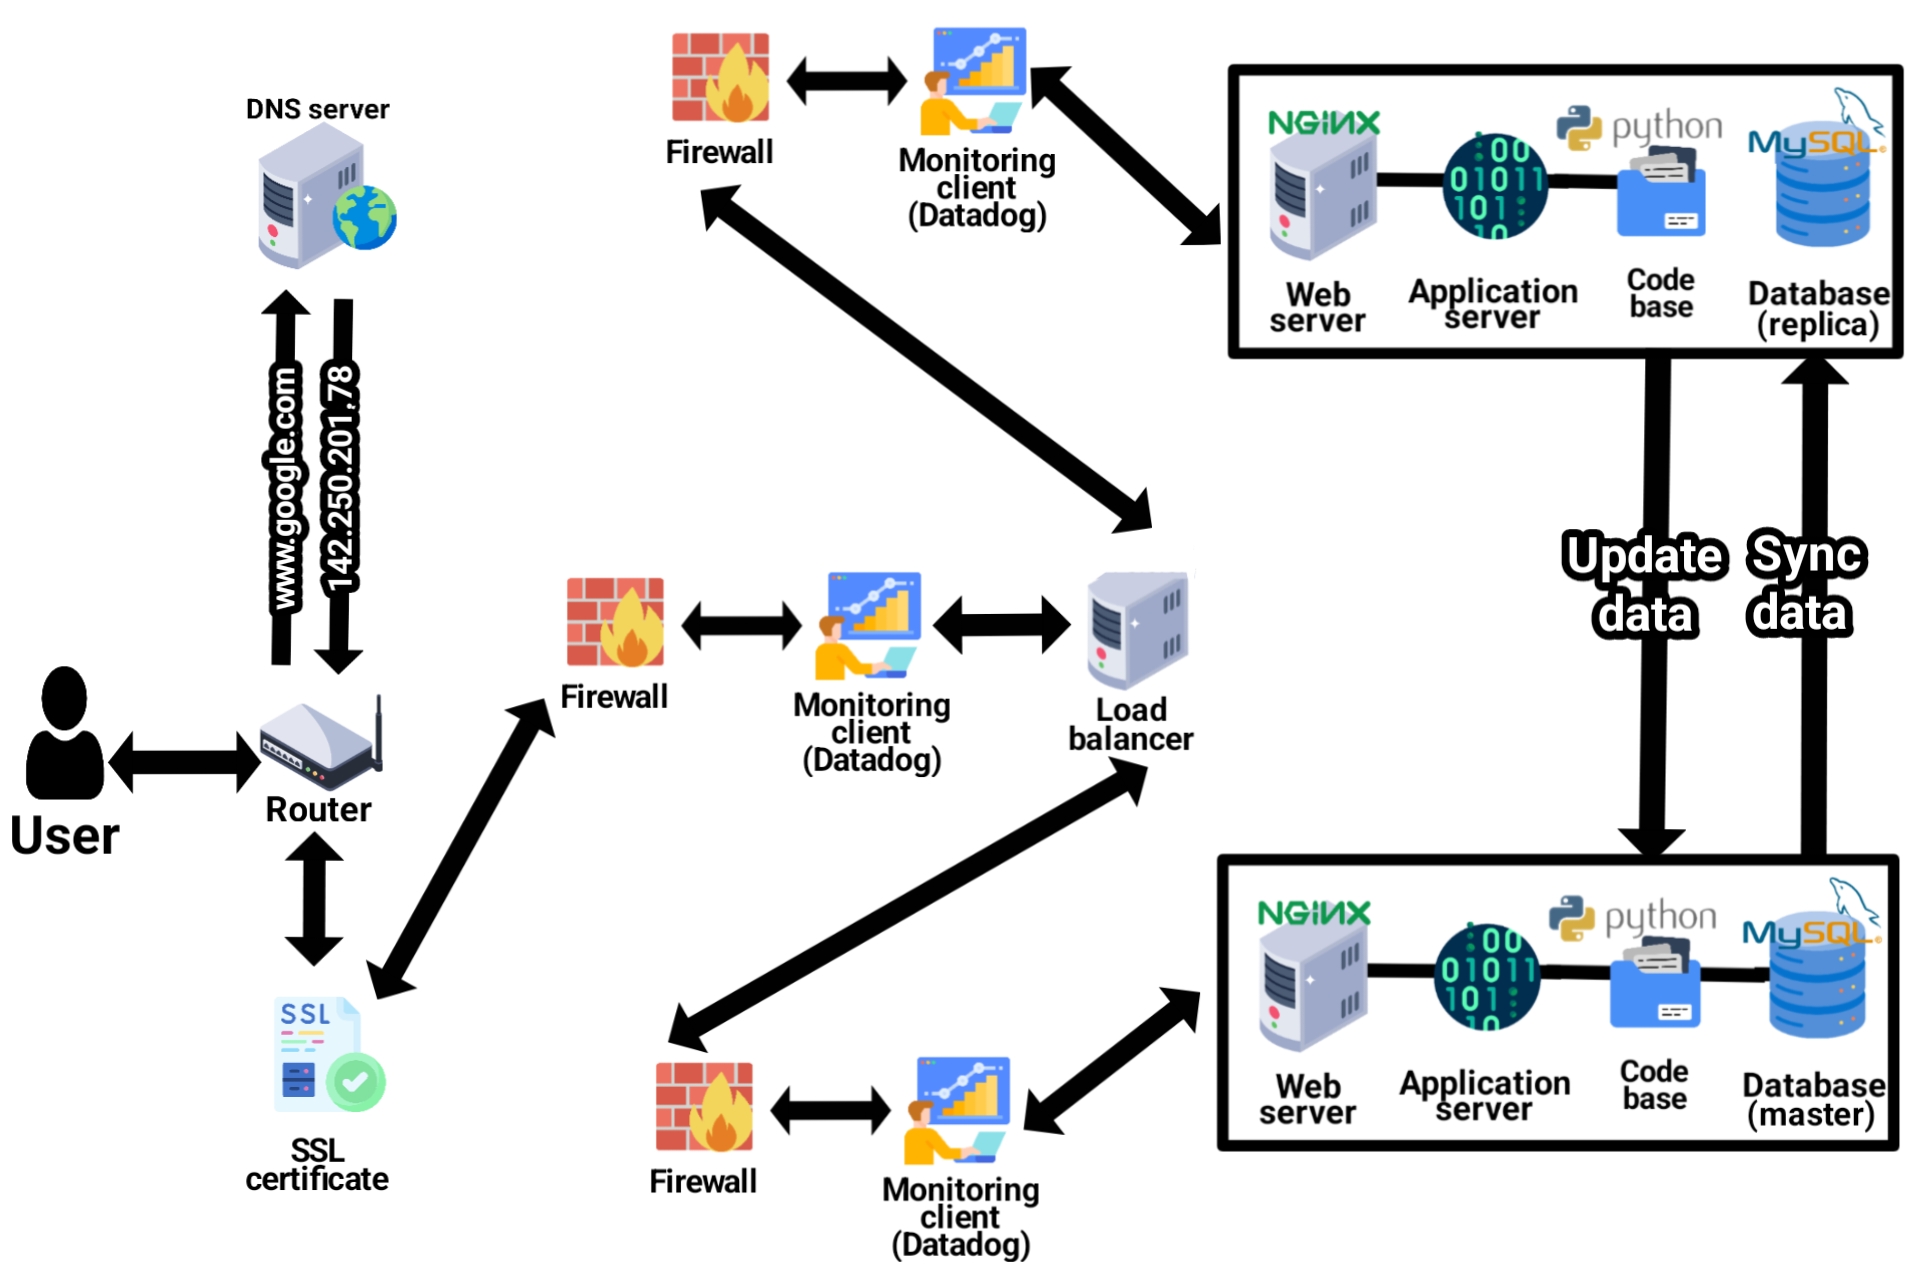 DNS server
www.google.com
142.250.201.78
User
Router
SSL
SSL
certificate
Firewall
Monitoring
client
(Datadog)
Firewall
Monitoring
client
(Datadog)
Load
balancer
Firewall
Monitoring
client
(Datadog)
NGiNX
python
MySQL
00
01011
101
10
Web
server
Application
server
Code
base
Database
(replica)
Update
data
Sync
data
NGiNX
python
MySQL
00
01011
101
10
Web
server
Application
server
Code
base
Database
(master)